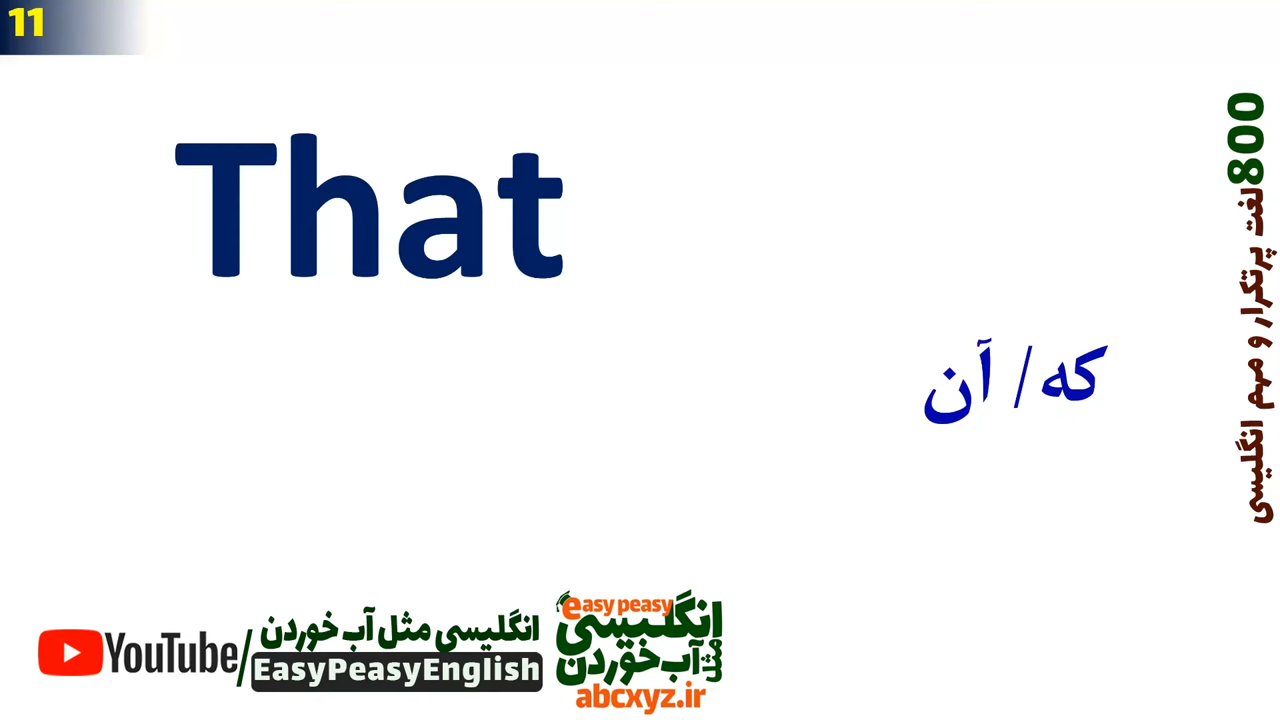 11
That
که/ آن
800 لغت پرتکرار و مهم انگلیسی
YouTube/
انگلیسی مثل آب خوردن
EasyPeasyEnglish
easy peasy
انگلیسی
مثل آب خوردن
abcxyz.ir